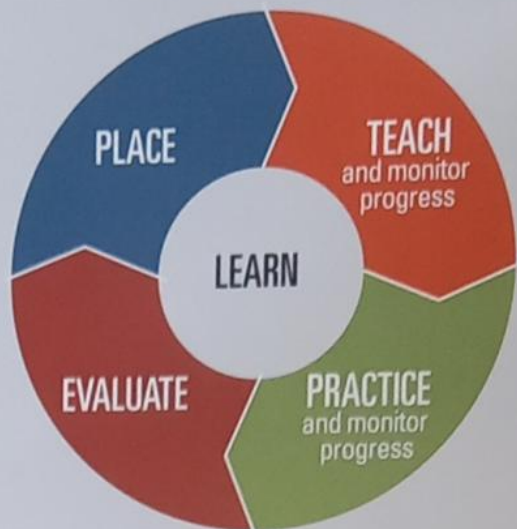 PLACE
TEACH
and monitor
progress
LEARN
EVALUATE
PRACTICE
and monitor
progress